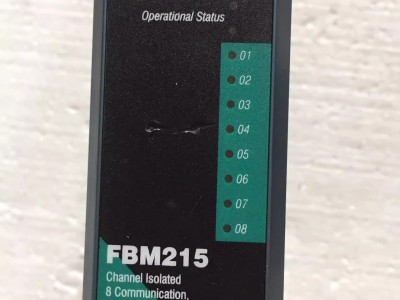 Operational Status
01
02
03
04
05
06
07
08
FBM215
Channel Isolated
8 Communication,